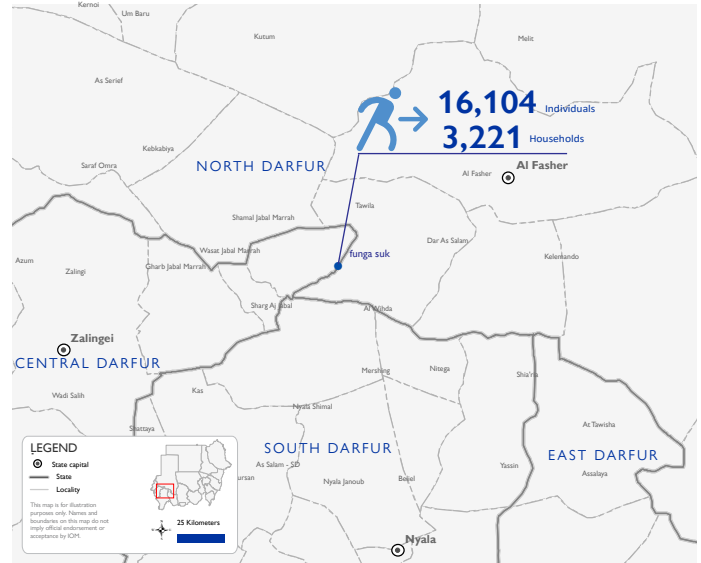 Kernoi
Um Baru
Kutum
Melit
As Serief
16,104 Individuals
3,221 Households
Kebkabiya
Saraf Omra
NORTH DARFUR
Al Fasher
Al Fasher
Tawila
Shamal Jabal Marrah
Wasat Jabal Marrah
Dar As Salam
funga suk
Kelemando
Azum
Zalingi
Gharb Jabal Marrah
Sharg Aj Jabal
Al Wihda
Zalingei
CENTRAL DARFUR
Mershing
Nitega
Shia'ria
Wadi Salih
Kas
Nyala Shimal
Shattaya
At Tawisha
SOUTH DARFUR
EAST DARFUR
As Salam - SD
Yassin
Assalaya
ursan
Nyala Janoub
Beliel
Nyala
LEGEND
State capital
State
Locality
This map is for illustration
purposes only. Names and
boundaries on this map do not
imply official endorsement or
acceptance by IOM.
25 Kilometers